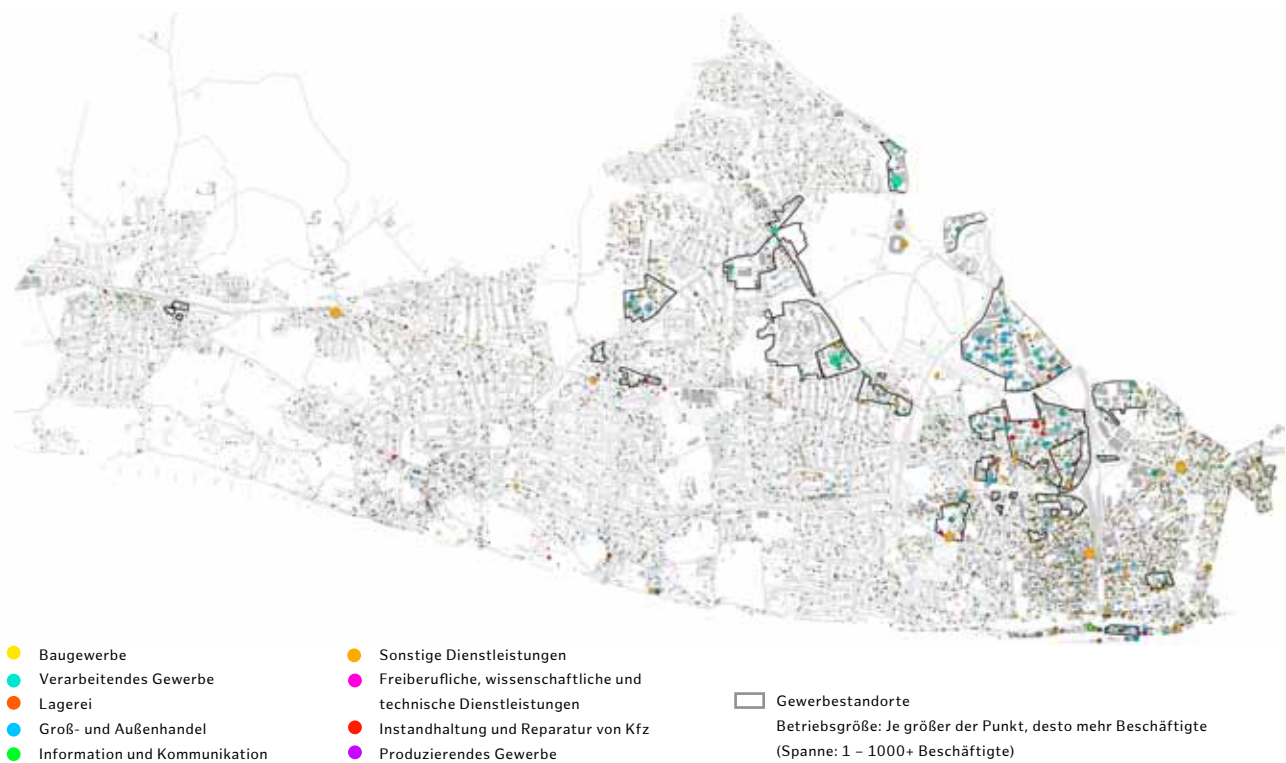 Baugewerbe
Verarbeitendes Gewerbe
Lagerei
Groß- und Außenhandel
Information und Kommunikation
Sonstige Dienstleistungen
Freiberufliche, wissenschaftliche und
technische Dienstleistungen
Instandhaltung und Reparatur von Kfz
Produzierendes Gewerbe
Gewerbestandorte
Betriebsgröße: Je größer der Punkt, desto mehr Beschäftigte
(Spanne: 1 – 1000+ Beschäftigte)